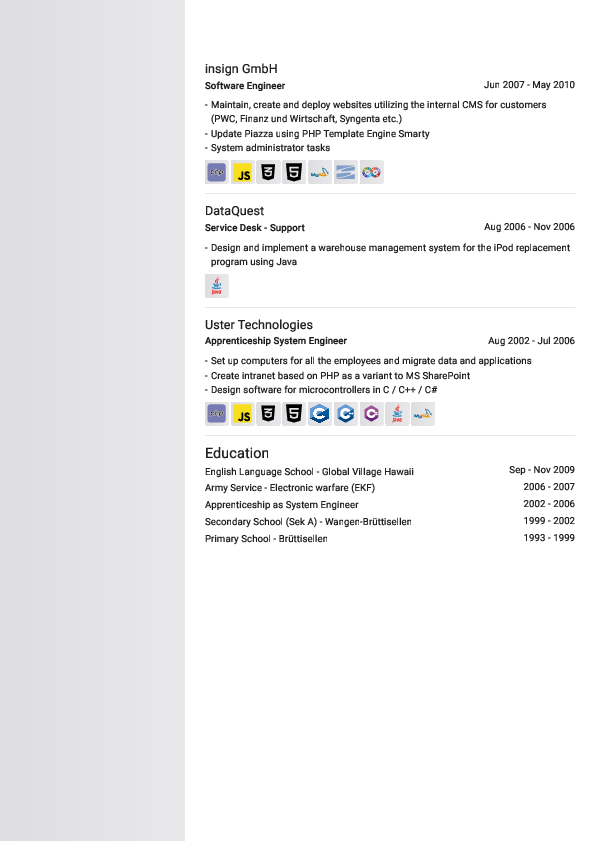 insign GmbH
Software Engineer Jun 2007 - May 2010
- Maintain, create and deploy websites utilizing the internal CMS for customers
(PWC, Finanz und Wirtschaft, Syngenta etc.)
- Update Piazza using PHP Template Engine Smarty
- System administrator tasks
php JS 3 5 MySQL
DataQuest
Service Desk - Support Aug 2006 - Nov 2006
- Design and implement a warehouse management system for the iPod replacement
program using Java
Java
Uster Technologies
Apprenticeship System Engineer Aug 2002 - Jul 2006
- Set up computers for all the employees and migrate data and applications
- Create intranet based on PHP as a variant to MS SharePoint
- Design software for microcontrollers in C / C++ / C#
php JS 3 5 C C C Java MySQL
Education
English Language School - Global Village Hawaii Sep - Nov 2009
Army Service - Electronic warfare (EKF) 2006 - 2007
Apprenticeship as System Engineer 2002 - 2006
Secondary School (Sek A) - Wangen-Brüttisellen 1999 - 2002
Primary School - Brüttisellen 1993 - 1999